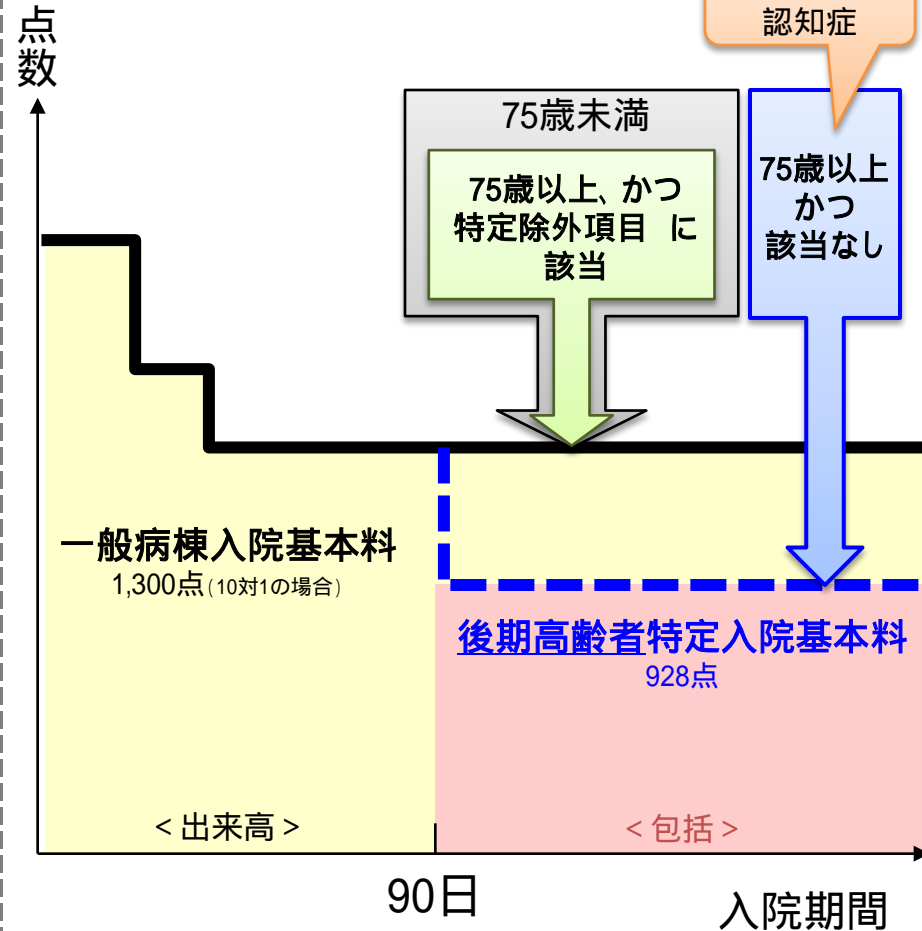 点
数
認知症
75歳未満
75歳以上、かつ
特定除外項目 に
該当
75歳以上
かつ
該当なし
一般病棟入院基本料
1,300点(10対1の場合)
後期高齢者特定入院基本料
928点
<出来高>
<包括>
90日
入院期間